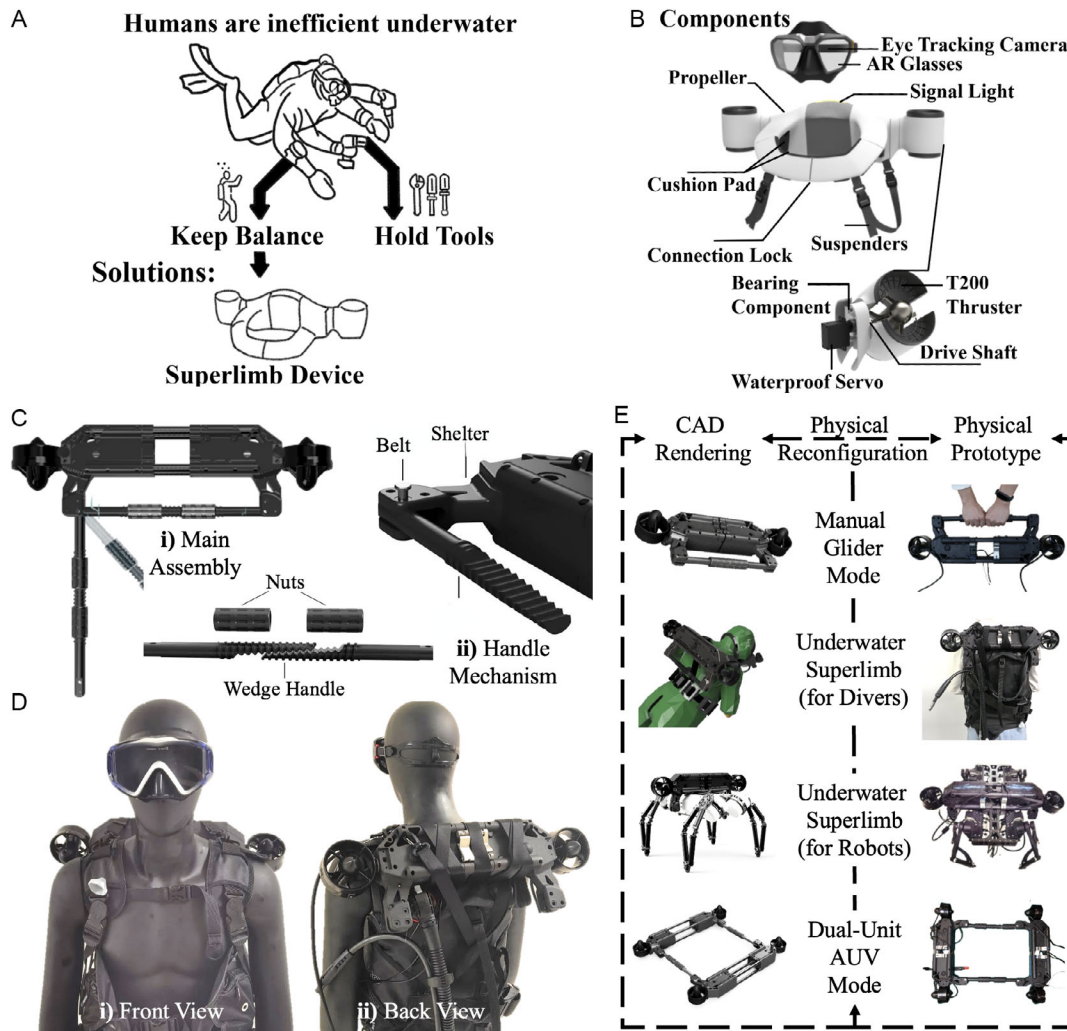 A
Humans are inefficient underwater
Keep Balance
Hold Tools
Solutions:
Superlimb Device
B
Components
Eye Tracking Camera
AR Glasses
Propeller
Signal Light
Cushion Pad
Connection Lock
Suspenders
Bearing
Component
T200
Thruster
Drive Shaft
Waterproof Servo
C
i) Main
Assembly
Belt
Shelter
Nuts
Wedge Handle
ii) Handle
Mechanism
D
i) Front View
ii) Back View
E
CAD
Rendering
Physical
Reconfiguration
Physical
Prototype
Manual
Glider
Mode
Underwater
Superlimb
(for Divers)
Underwater
Superlimb
(for Robots)
Dual-Unit
AUV
Mode